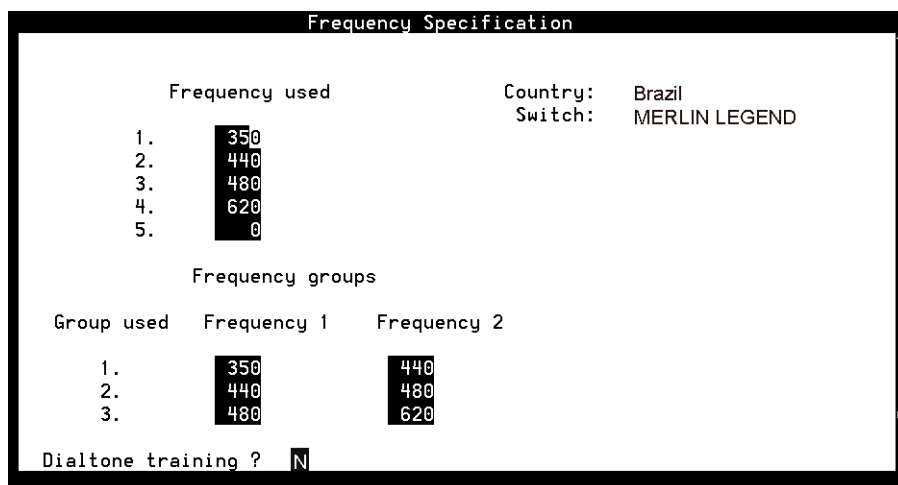 Frequency Specification
Frequency used Country: Brazil
Switch: MERLIN LEGEND
1. 350
2. 440
3. 480
4. 620
5. 0
Frequency groups
Group used Frequency 1 Frequency 2
1. 350 440
2. 440 480
3. 480 620
Dialtone training ? N